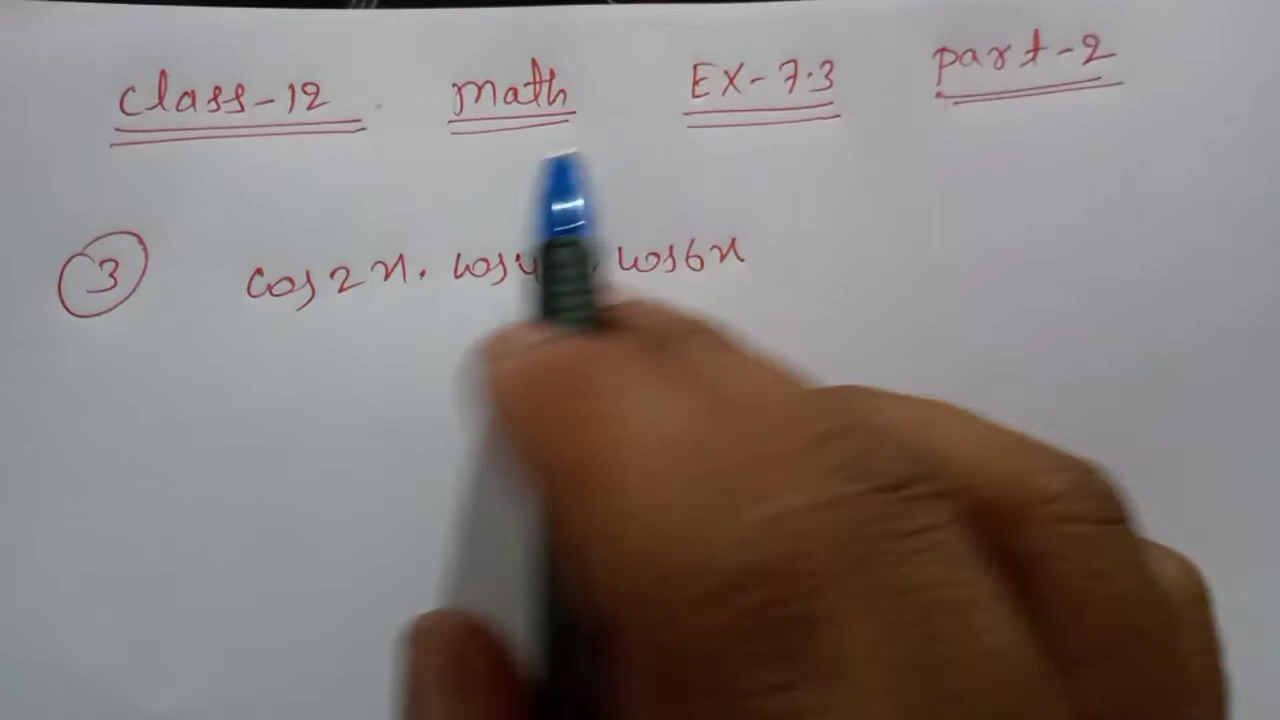 class-12 math EX-7.3 part-2
3 cos2x. cos4 . cos6x